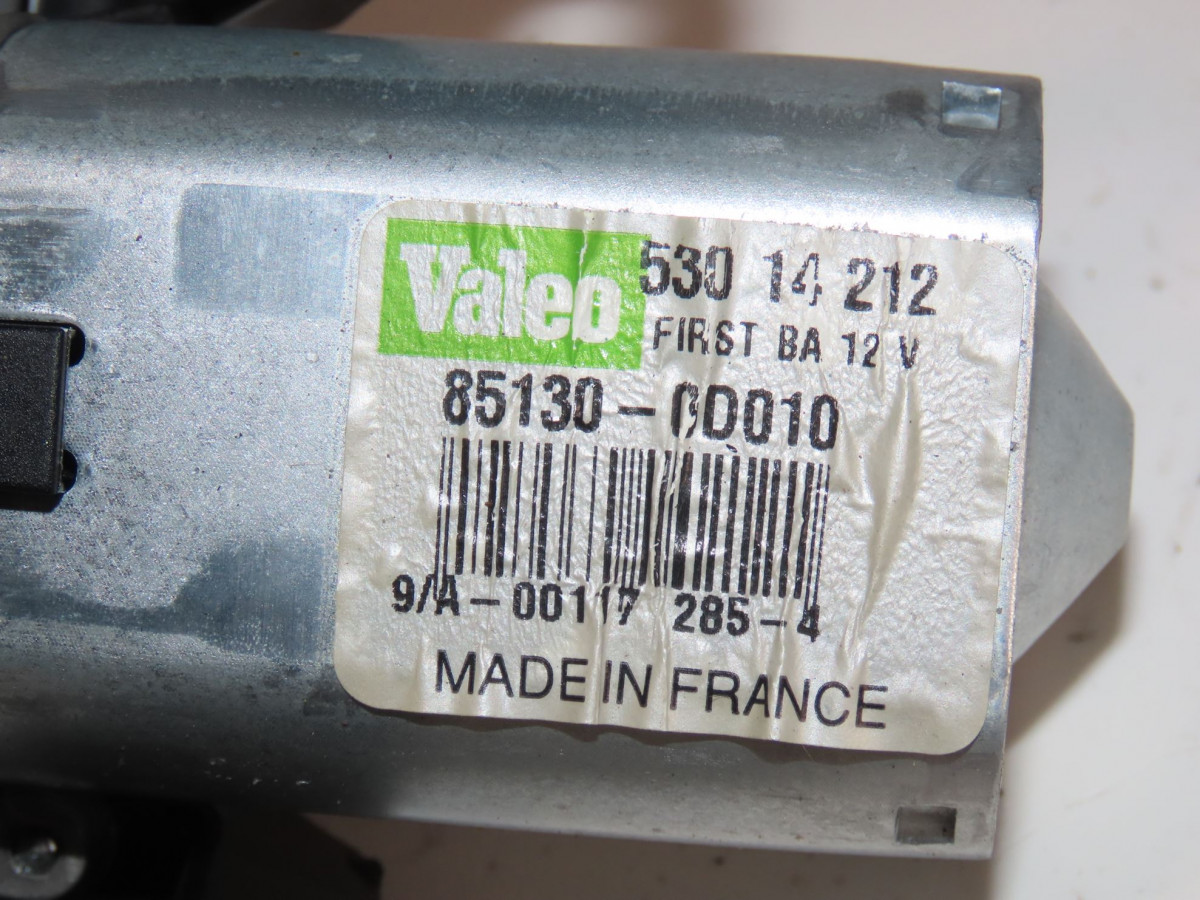 Valeo 530 14 212
FIRST BA 12 V
85130-0D010
9/A-00117 285-4
MADE IN FRANCE